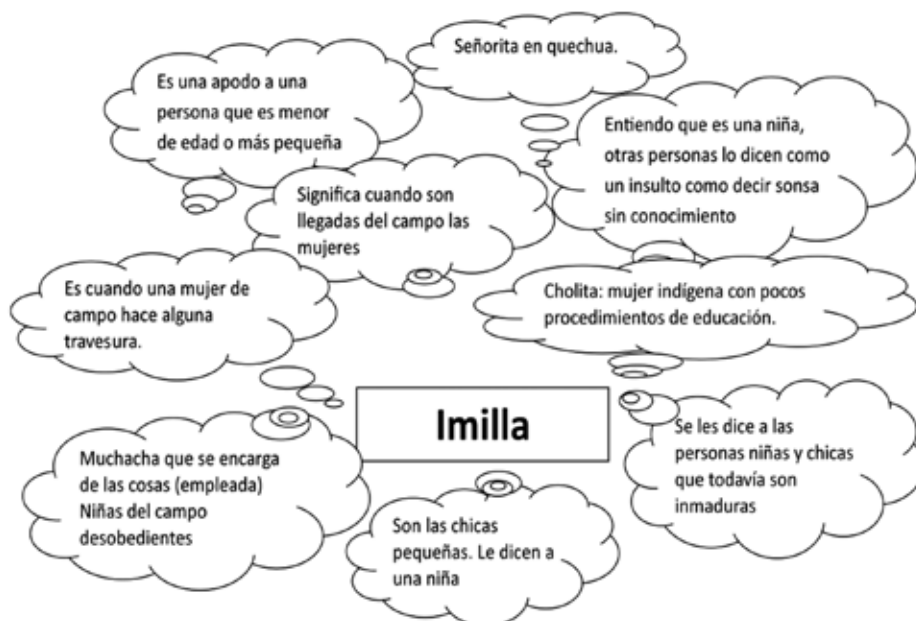 Señorita en quechua.
Es una apodo a una
persona que es menor
de edad o más pequeña
Entiendo que es una niña,
otras personas lo dicen como
un insulto como decir sonsa
sin conocimiento
Significa cuando son
llegadas del campo las
mujeres
Es cuando una mujer de
campo hace alguna
travesura.
Cholita: mujer indígena con pocos
procedimientos de educación.
Imilla
Muchacha que se encarga
de las cosas (empleada)
Niñas del campo
desobedientes
Son las chicas
pequeñas. Le dicen a
una niña
Se les dice a las
personas niñas y chicas
que todavía son
inmaduras